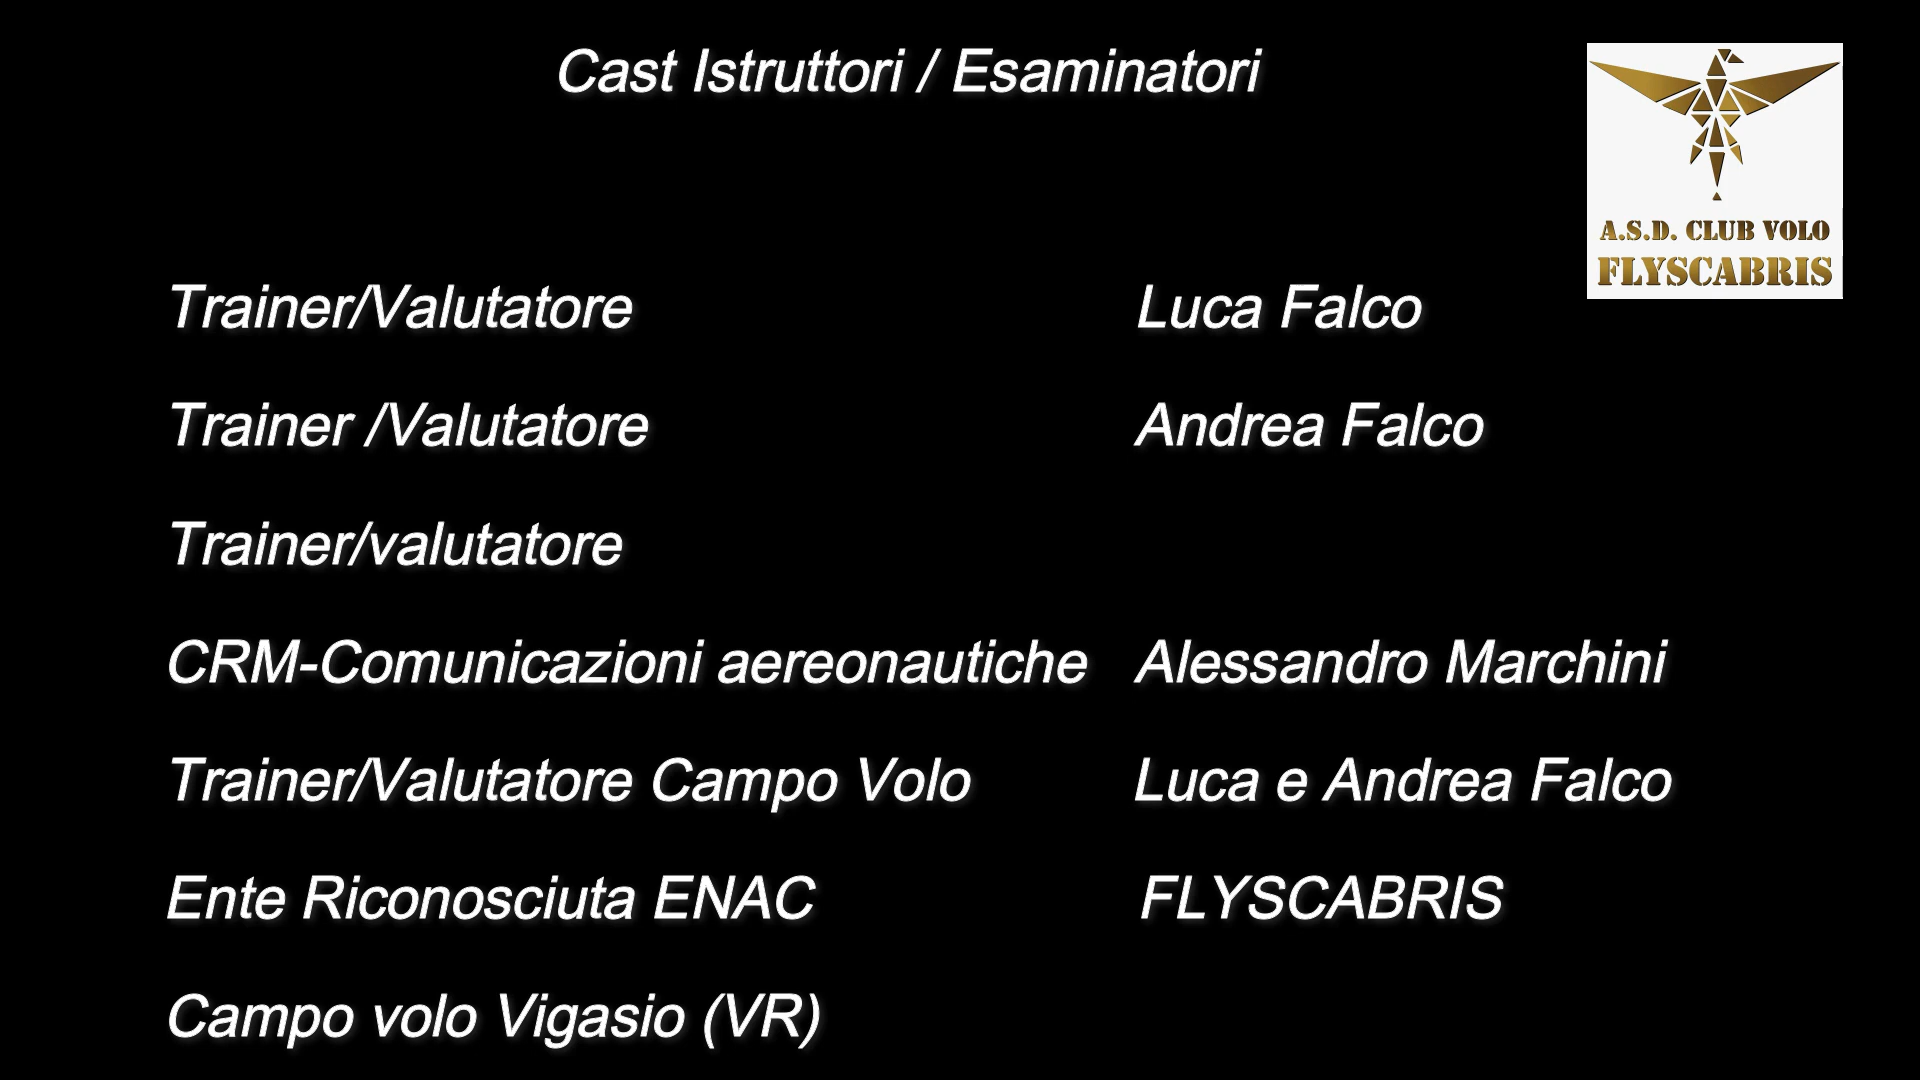 Cast Istruttori / Esaminatori
A.S.D. CLUB VOLO
FLYSCABRIS
Trainer/Valutatore Luca Falco
Trainer /Valutatore Andrea Falco
Trainer/valutatore
CRM-Comunicazioni aereonautiche Alessandro Marchini
Trainer/Valutatore Campo Volo Luca e Andrea Falco
Ente Riconosciuta ENAC FLYSCABRIS
Campo volo Vigasio (VR)